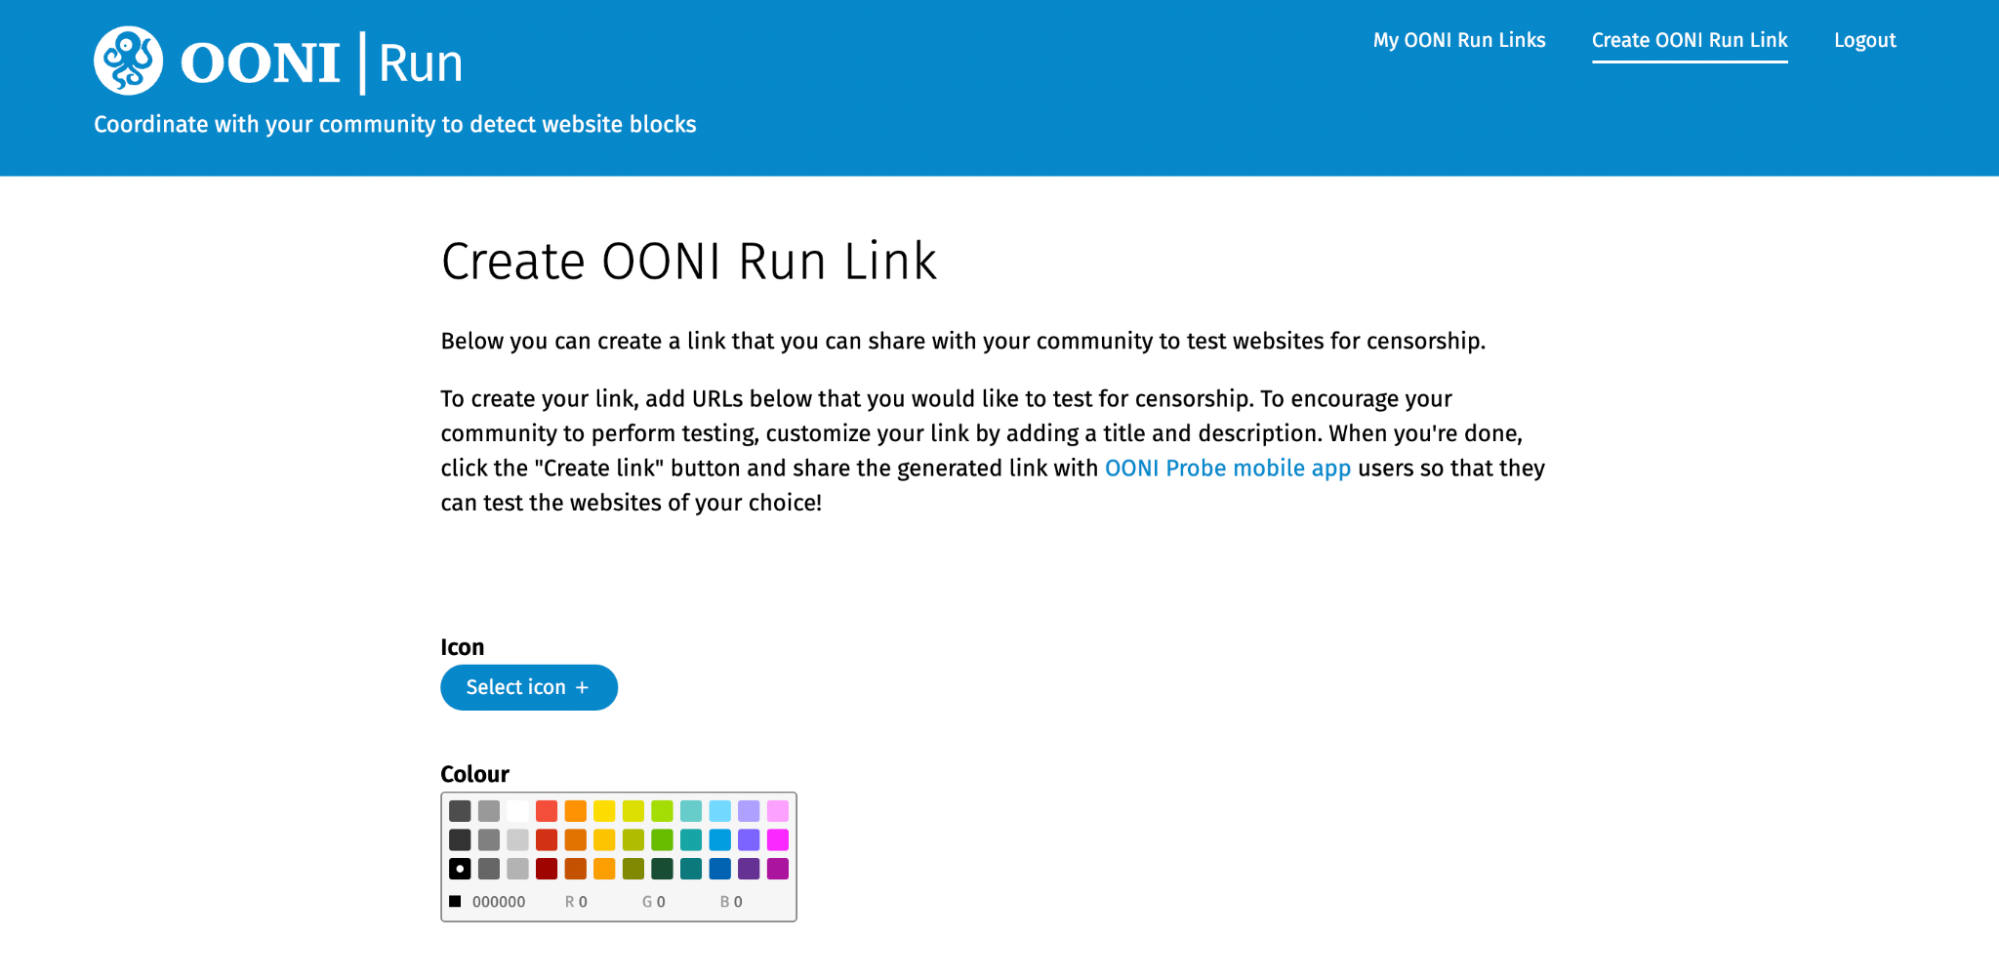 OONI Run
My OONI Run Links Create OONI Run Link Logout
Coordinate with your community to detect website blocks
Create OONI Run Link
Below you can create a link that you can share with your community to test websites for censorship.
To create your link, add URLs below that you would like to test for censorship. To encourage your
community to perform testing, customize your link by adding a title and description. When you're done,
click the "Create link" button and share the generated link with OONI Probe mobile app users so that they
can test the websites of your choice!
Icon
Select icon +
Colour
000000 R 0 G 0 B 0